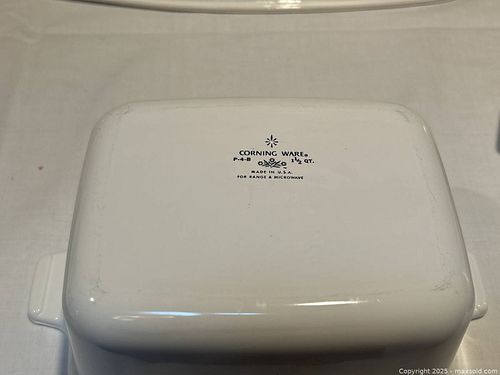 CORNING WARE®
P-4-B 1½ QT.
MADE IN U.S.A.
FOR RANGE & MICROWAVE
Copyright 2025 - maxsold.com